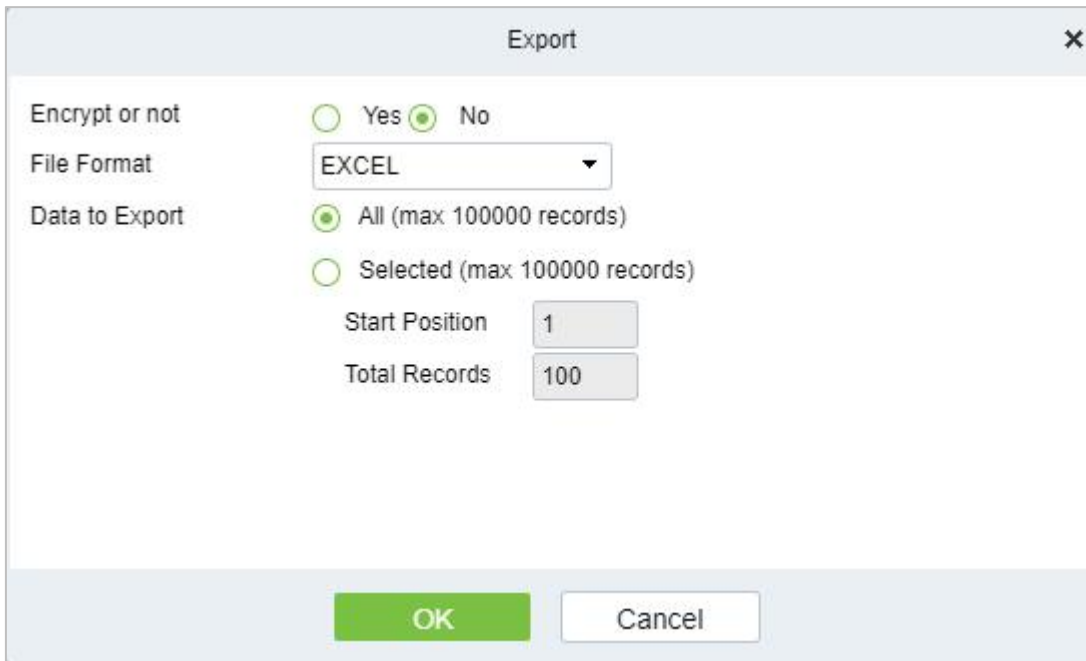 Export
Encrypt or not Yes No
File Format EXCEL
Data to Export All (max 100000 records)
Selected (max 100000 records)
Start Position 1
Total Records 100
OK Cancel